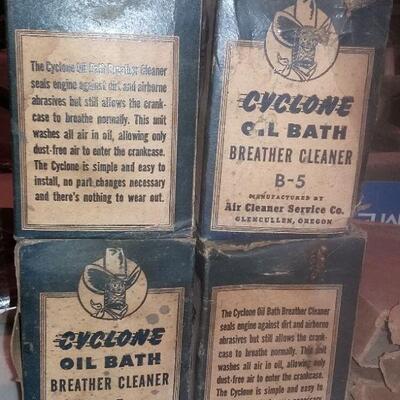 The Cyclone Oil Bath Breather Cleaner
seals engine against dirt and airborne
abrasives but still allows the crank-
case to breathe normally. This unit
washes all air in oil, allowing only
dust-free air to enter the crankcase.
The Cyclone is simple and easy to
install, no part changes necessary
and there's nothing to wear out.
CYCLONE
OIL BATH
BREATHER CLEANER
B-5
MANUFACTURED BY
Air Cleaner Service Co.
GLENCULLEN, OREGON
CYCLONE
OIL BATH
BREATHER CLEANER
The Cyclone Oil Bath Breather Cleaner
seals engine against dirt and airborne
abrasives but still allows the crank-
case to breathe normally. This unit
washes all air in oil, allowing only
dust-free air to enter the crankcase.
The Cyclone is simple and easy to
install, no part changes necessary